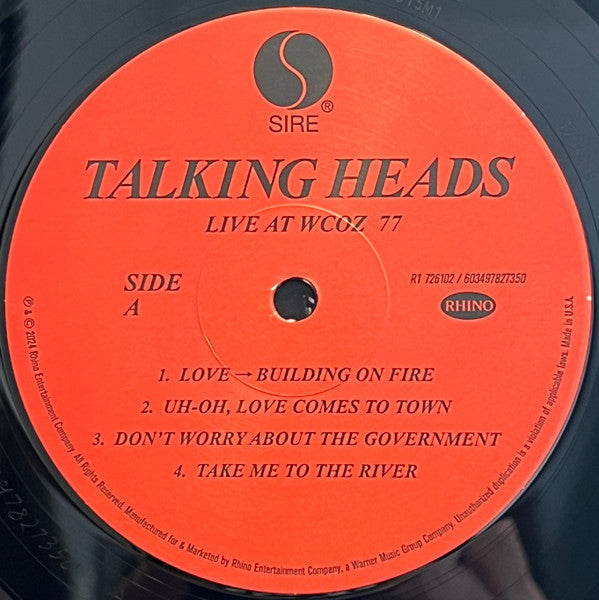 SIRE®
TALKING HEADS
LIVE AT WCOZ 77
SIDE
A
R1 726102 / 603497827350
RHINO
1. LOVE → BUILDING ON FIRE
2. UH-OH, LOVE COMES TO TOWN
3. DON'T WORRY ABOUT THE GOVERNMENT
4. TAKE ME TO THE RIVER
℗ & © 2024 Rhino Entertainment Company. All Rights Reserved. Manufactured for & Marketed by Rhino Entertainment Company, a Warner Music Group Company. Unauthorized duplication is a violation of applicable laws. Made in U.S.A.